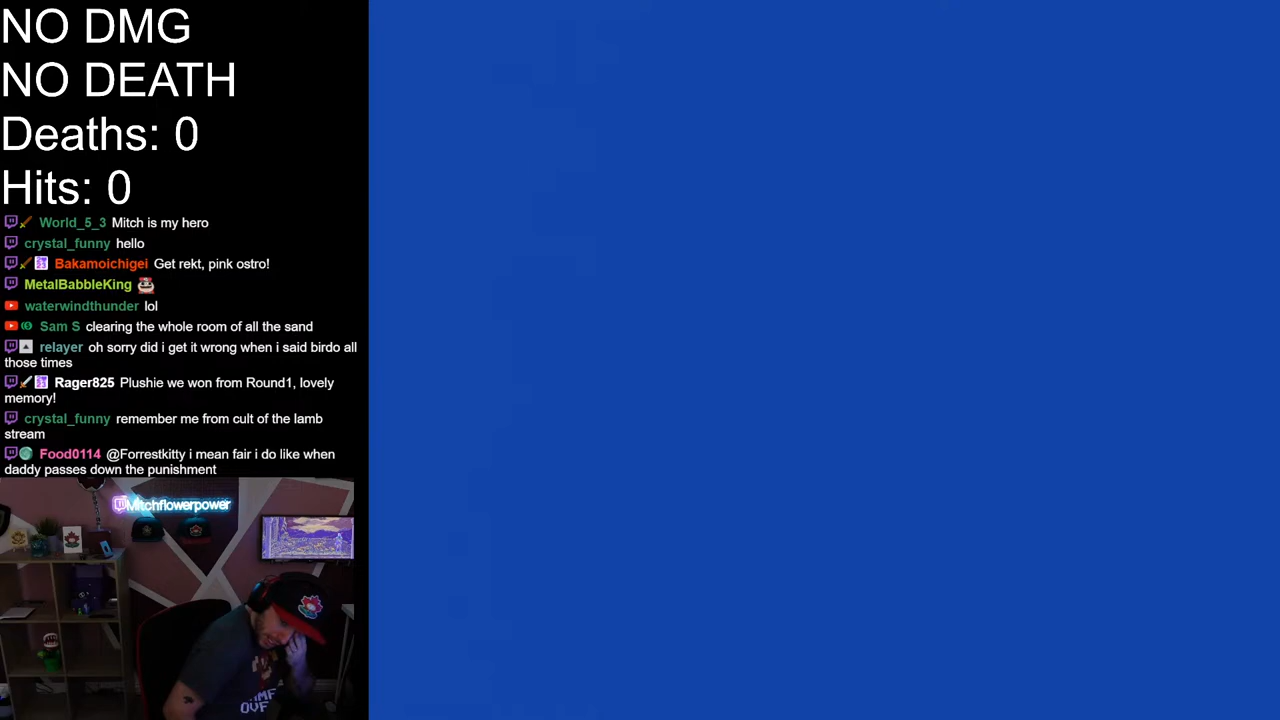 NO DMG
NO DEATH
Deaths: 0
Hits: 0
World_5_3 Mitch is my hero
crystal_funny hello
Bakamoichigei Get rekt, pink ostro!
MetalBabbleKing
waterwindthunder lol
Sam S clearing the whole room of all the sand
relayer oh sorry did i get it wrong when i said birdo all
those times
Rager825 Plushie we won from Round1, lovely
memory!
crystal_funny remember me from cult of the lamb
stream
Food0114 @Forrestkitty i mean fair i do like when
daddy passes down the punishment
Mitchflowerpower